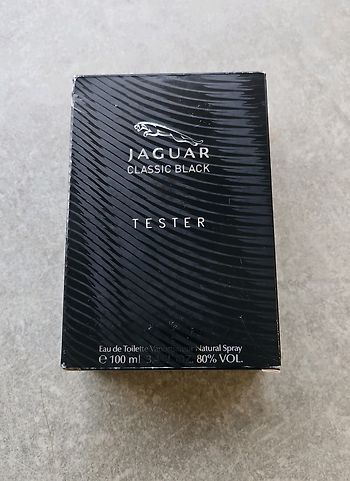 JAGUAR
CLASSIC BLACK
TESTER
Eau de Toilette Natural Spray
℮ 100 ml 80% VOL.